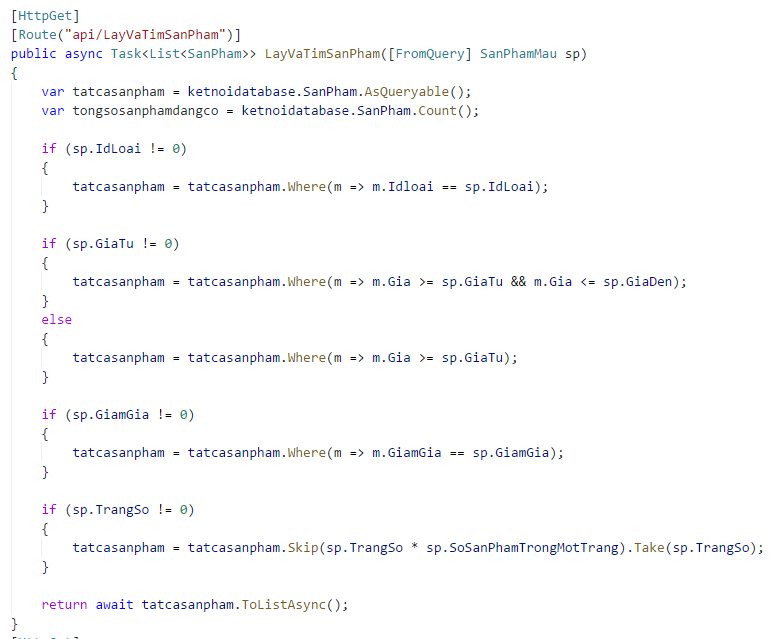 [HttpGet]
[Route("api/LayVaTimSanPham")]
public async Task<List<SanPham>> LayVaTimSanPham([FromQuery] SanPhamMau sp)
{
    var tatcasanpham = ketnoidatabase.SanPham.AsQueryable();
    var tongsosanphamdangco = ketnoidatabase.SanPham.Count();

    if (sp.IdLoai != 0)
    {
        tatcasanpham = tatcasanpham.Where(m => m.Idloai == sp.IdLoai);
    }

    if (sp.GiaTu != 0)
    {
        tatcasanpham = tatcasanpham.Where(m => m.Gia >= sp.GiaTu && m.Gia <= sp.GiaDen);
    }
    else
    {
        tatcasanpham = tatcasanpham.Where(m => m.Gia >= sp.GiaTu);
    }

    if (sp.GiamGia != 0)
    {
        tatcasanpham = tatcasanpham.Where(m => m.GiamGia == sp.GiamGia);
    }

    if (sp.TrangSo != 0)
    {
        tatcasanpham = tatcasanpham.Skip(sp.TrangSo * sp.SoSanPhamTrongMotTrang).Take(sp.TrangSo);
    }

    return await tatcasanpham.ToListAsync();
}